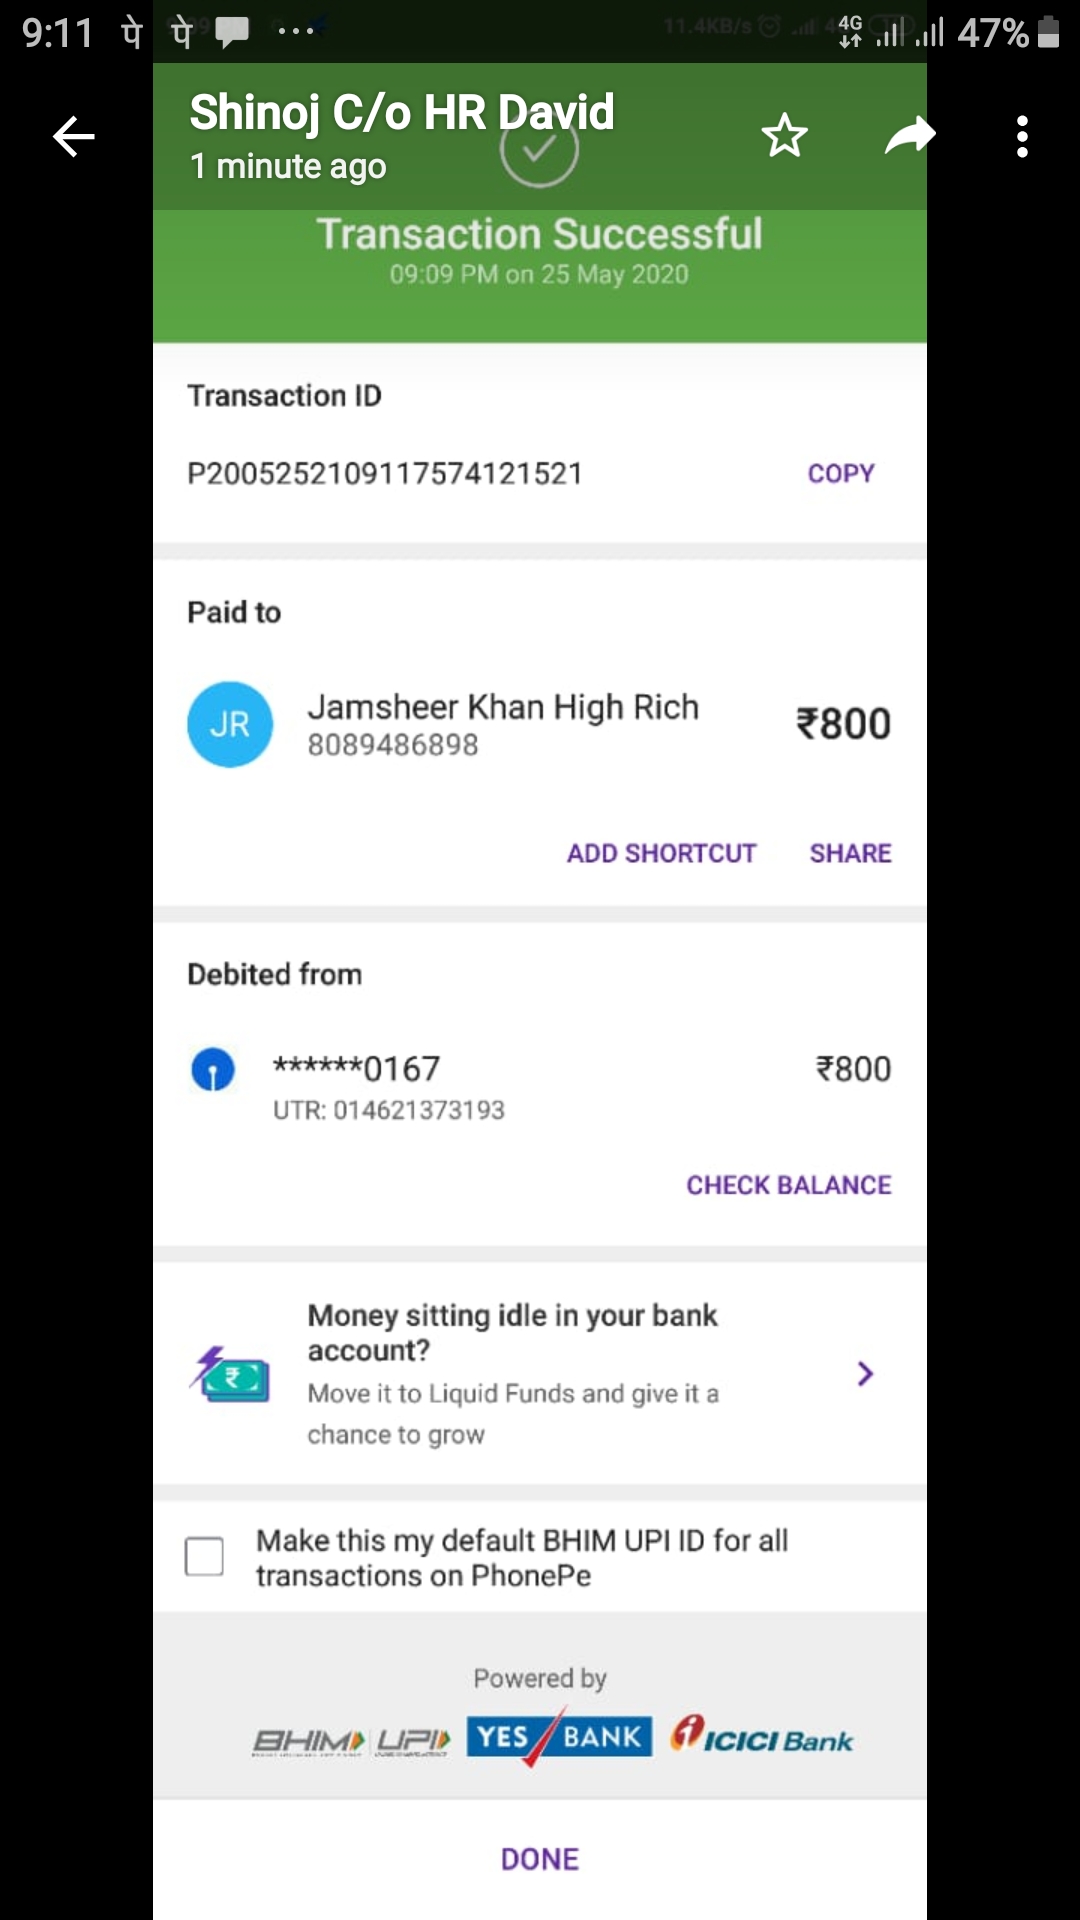 9:11 पे पे ... 11.4KB/s 4G 47%
Shinoj C/o HR David
1 minute ago
Transaction Successful
09:09 PM on 25 May 2020
Transaction ID
P2005252109117574121521 COPY
Paid to
JR Jamsheer Khan High Rich ₹800
8089486898
ADD SHORTCUT SHARE
Debited from
******0167 ₹800
UTR: 014621373193
CHECK BALANCE
Money sitting idle in your bank
account?
₹
Move it to Liquid Funds and give it a
chance to grow
Make this my default BHIM UPI ID for all
transactions on PhonePe
Powered by
BHIM UPI YES BANK ICICI Bank
DONE